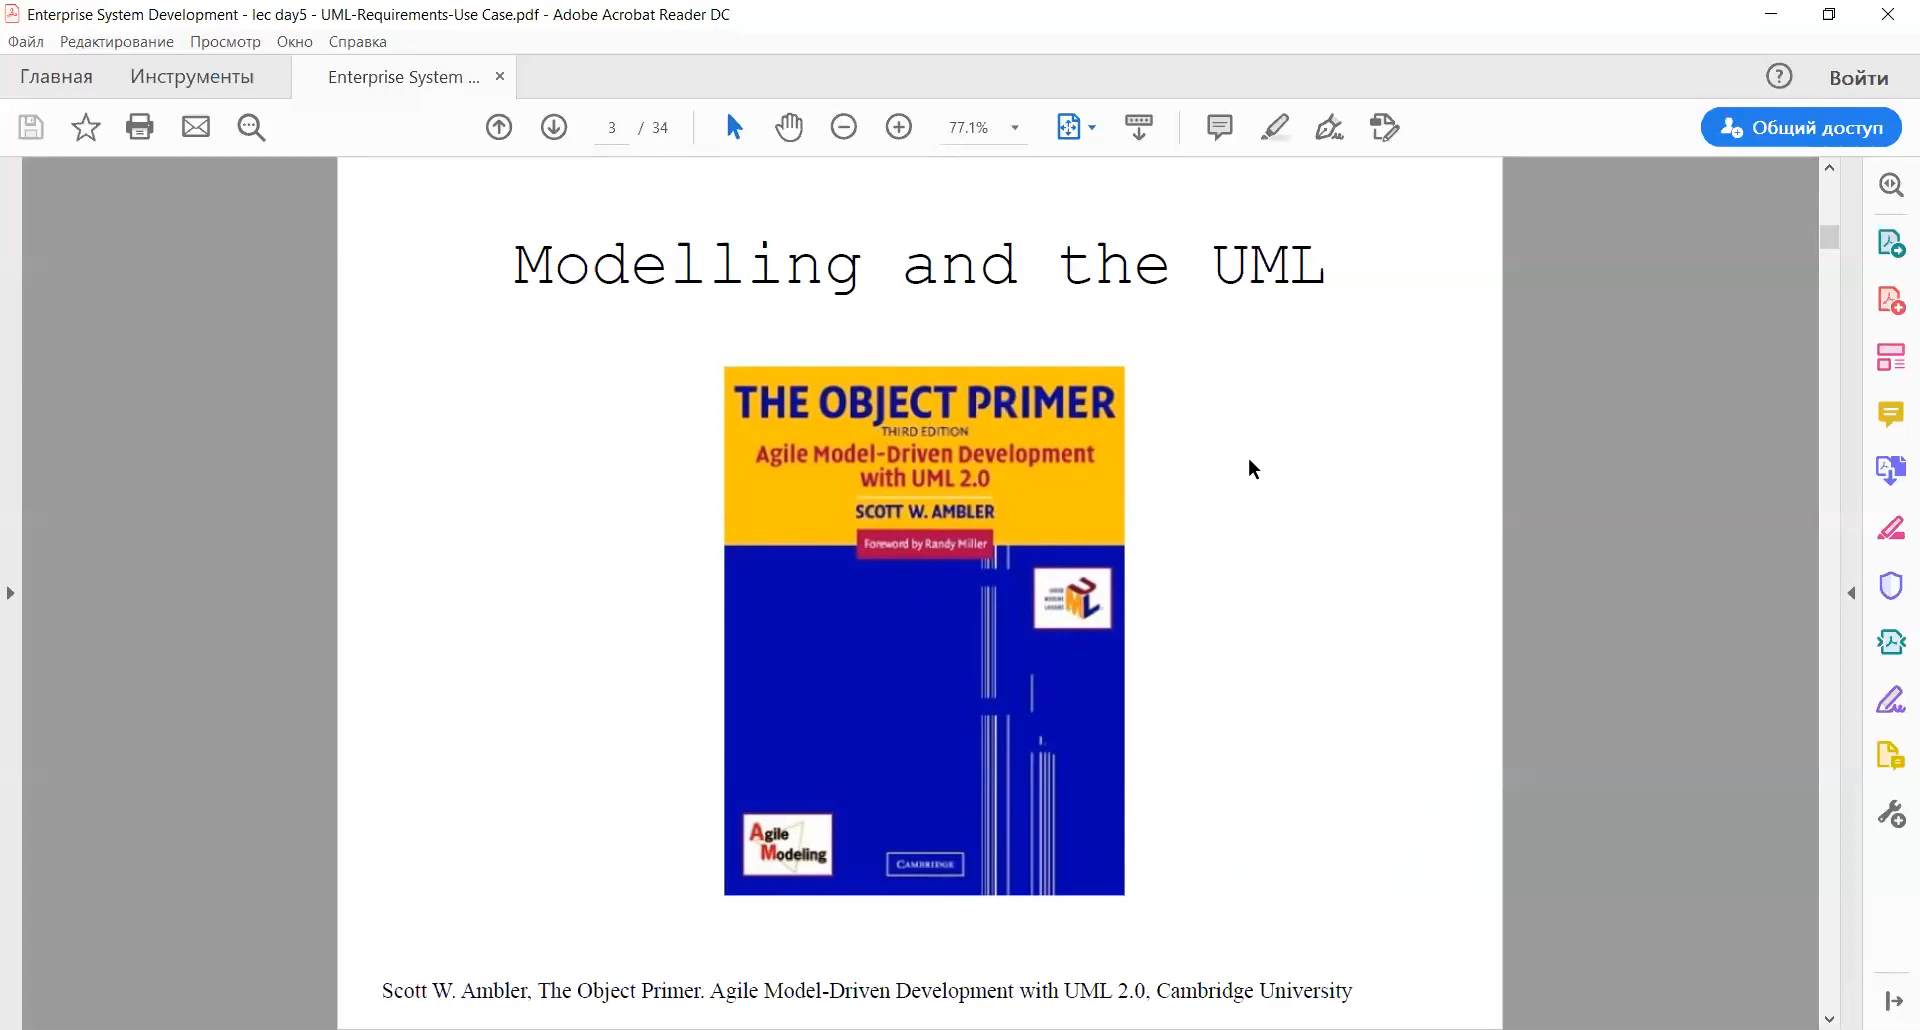 Enterprise System Development - lec day5 - UML-Requirements-Use Case.pdf - Adobe Acrobat Reader DC
Файл Редактирование Просмотр Окно Справка
Главная Инструменты Enterprise System ... × Войти
3 / 34 77.1% Общий доступ
Modelling and the UML
THE OBJECT PRIMER
THIRD EDITION
Agile Model-Driven Development
with UML 2.0
SCOTT W. AMBLER
Foreword by Randy Miller
UML
Agile
Modeling
CAMBRIDGE
Scott W. Ambler, The Object Primer. Agile Model-Driven Development with UML 2.0, Cambridge University